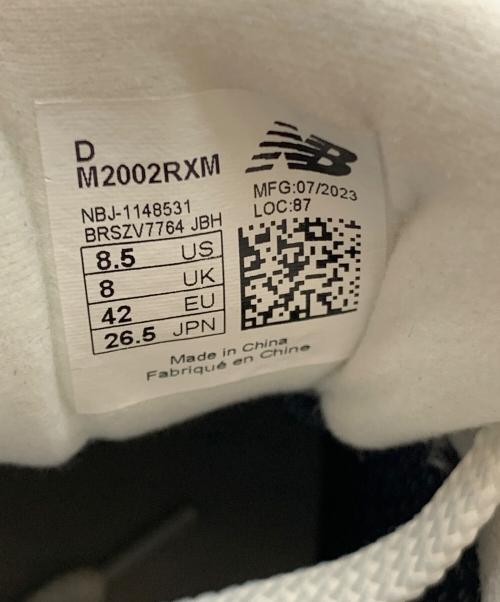 D
M2002RXM
NB
MFG:07/2023
LOC:87
NBJ-1148531
BRSZV7764 JBH
8.5 US
8 UK
42 EU
26.5 JPN
Made in China
Fabriqué en Chine